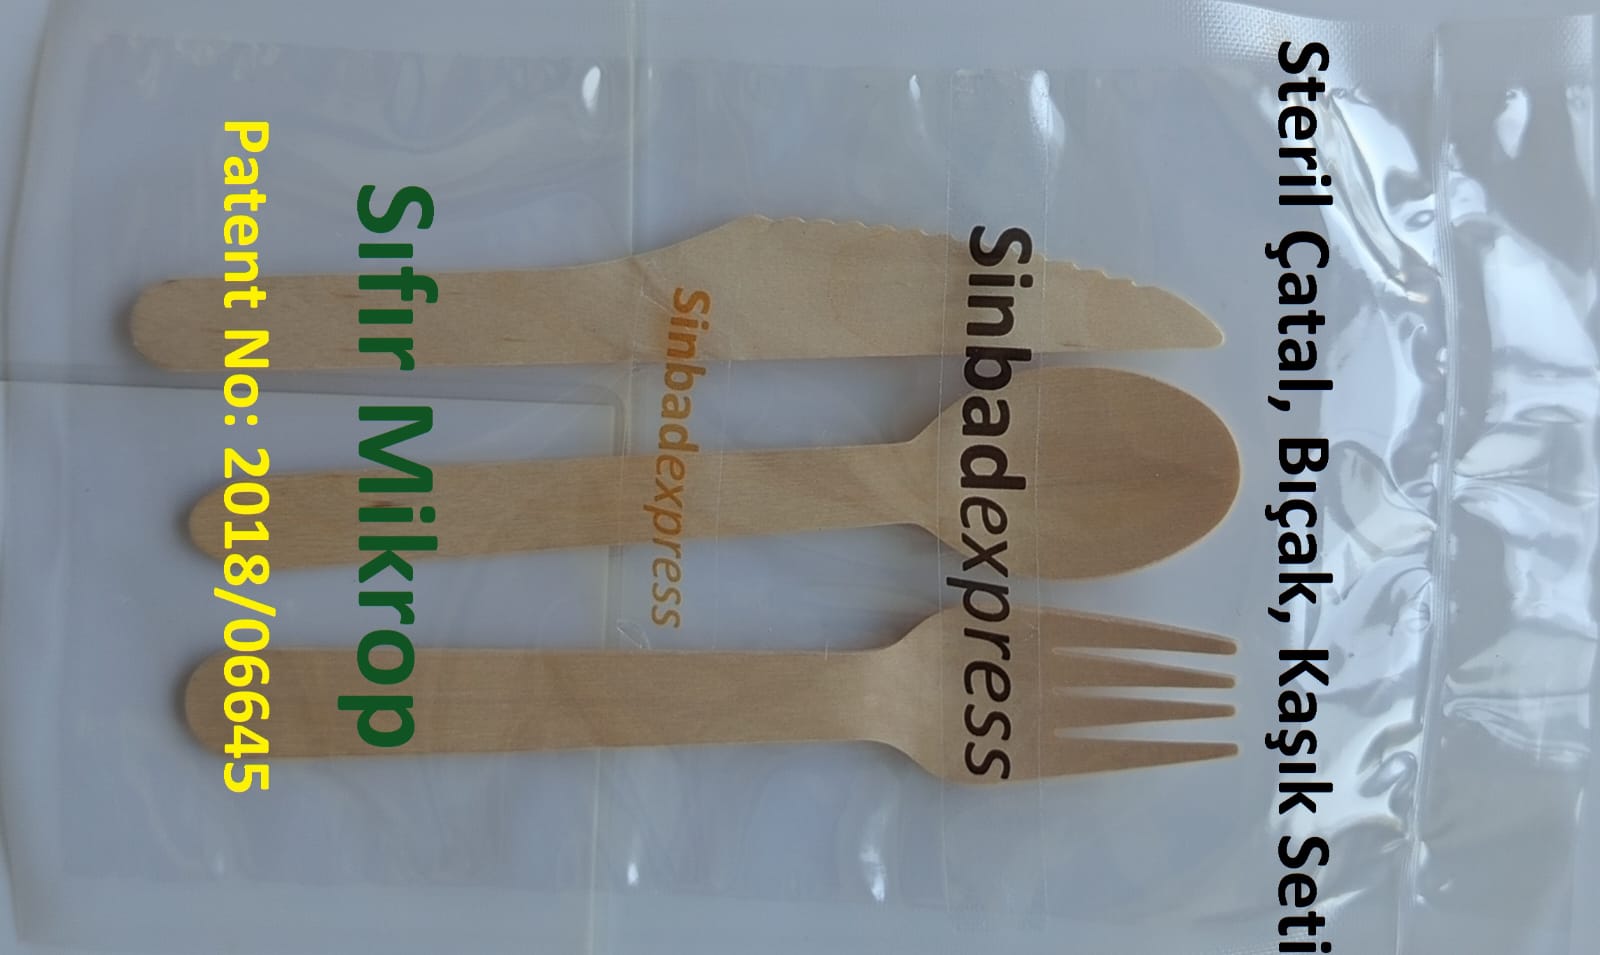 Steril Çatal, Bıçak, Kaşık Seti
Sinbadexpress
Sinbadexpress
Sıfır Mikrop
Patent No: 2018/06645